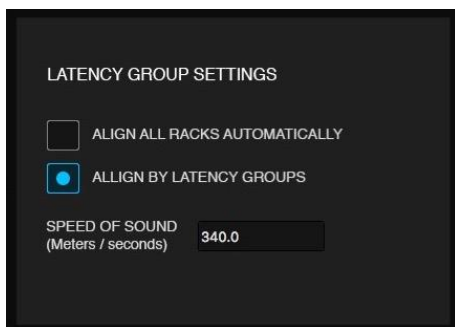 LATENCY GROUP SETTINGS
ALIGN ALL RACKS AUTOMATICALLY
ALLIGN BY LATENCY GROUPS
SPEED OF SOUND
(Meters / seconds)
340.0